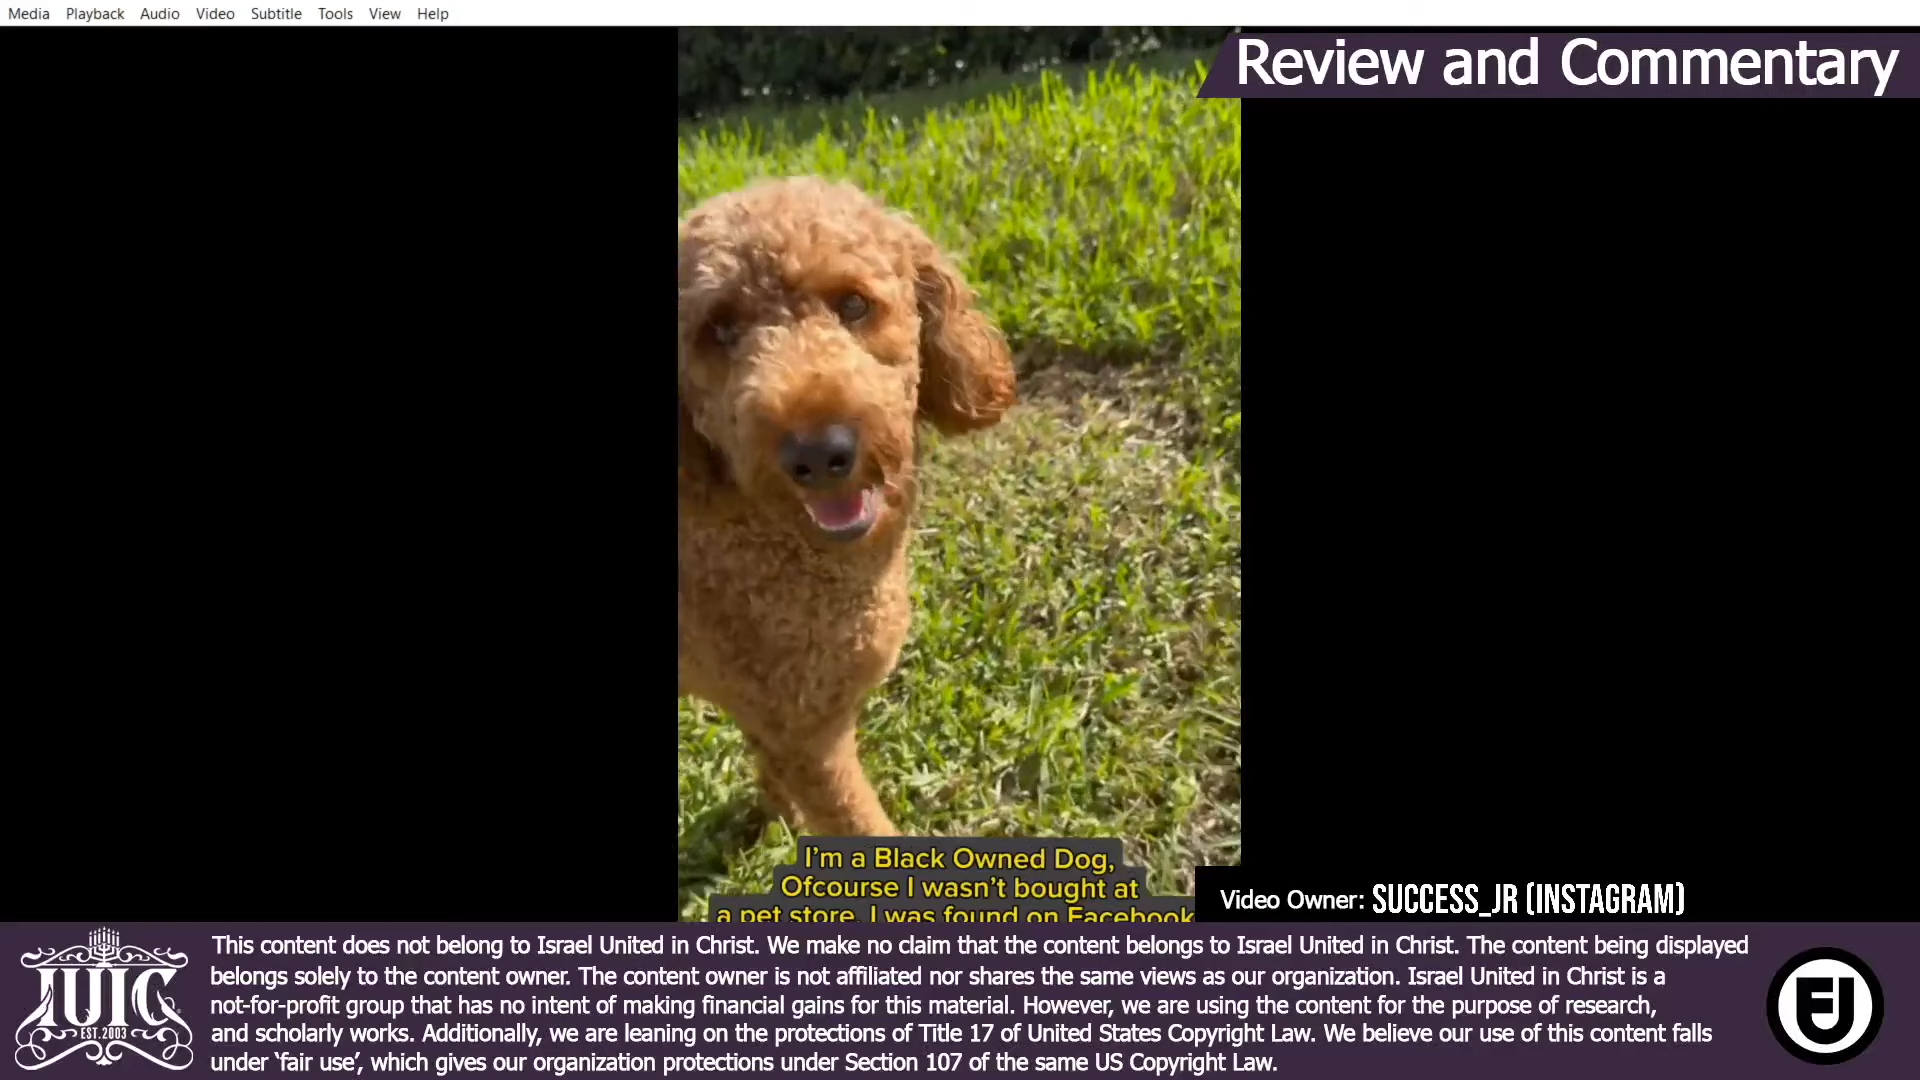 Media Playback Audio Video Subtitle Tools View Help
Review and Commentary
I'm a Black Owned Dog,
Ofcourse I wasn't bought at
a pet store, I was found on Facebook
Video Owner: SUCCESS_JR (INSTAGRAM)
This content does not belong to Israel United in Christ. We make no claim that the content belongs to Israel United in Christ. The content being displayed
belongs solely to the content owner. The content owner is not affiliated nor shares the same views as our organization. Israel United in Christ is a
not-for-profit group that has no intent of making financial gains for this material. However, we are using the content for the purpose of research,
and scholarly works. Additionally, we are leaning on the protections of Title 17 of United States Copyright Law. We believe our use of this content falls
under ‘fair use’, which gives our organization protections under Section 107 of the same US Copyright Law.
IUIC
EST. 2003